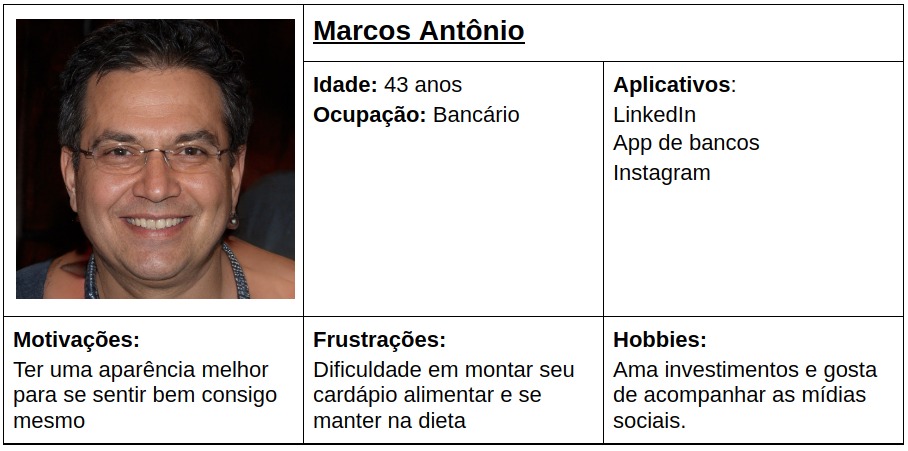 Marcos Antônio
Idade: 43 anos
Ocupação: Bancário
Aplicativos:
LinkedIn
App de bancos
Instagram
Motivações:
Ter uma aparência melhor
para se sentir bem consigo
mesmo
Frustrações:
Dificuldade em montar seu
cardápio alimentar e se
manter na dieta
Hobbies:
Ama investimentos e gosta
de acompanhar as mídias
sociais.